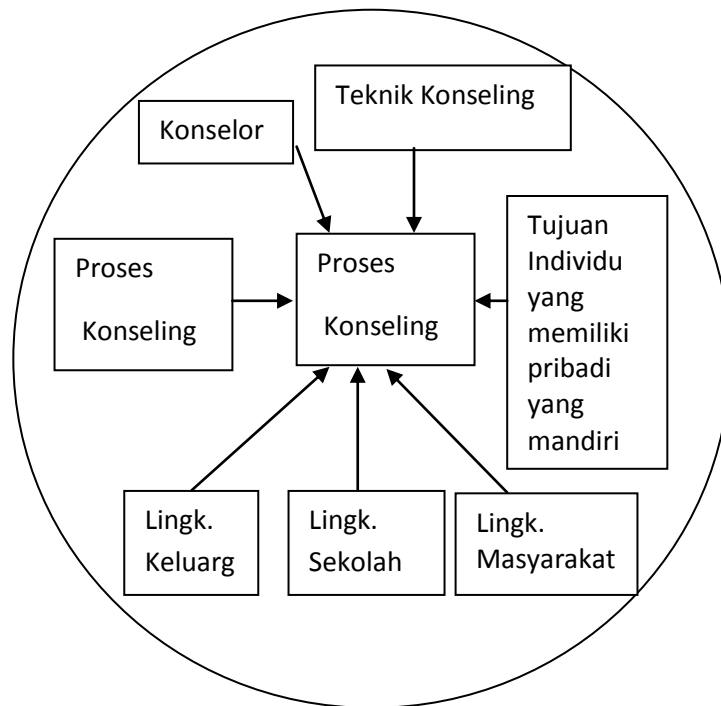 Teknik Konseling
Konselor
Proses
Konseling
Proses
Konseling
Tujuan
Individu
yang
memiliki
pribadi
yang
mandiri
Lingk.
Keluarg
Lingk.
Sekolah
Lingk.
Masyarakat